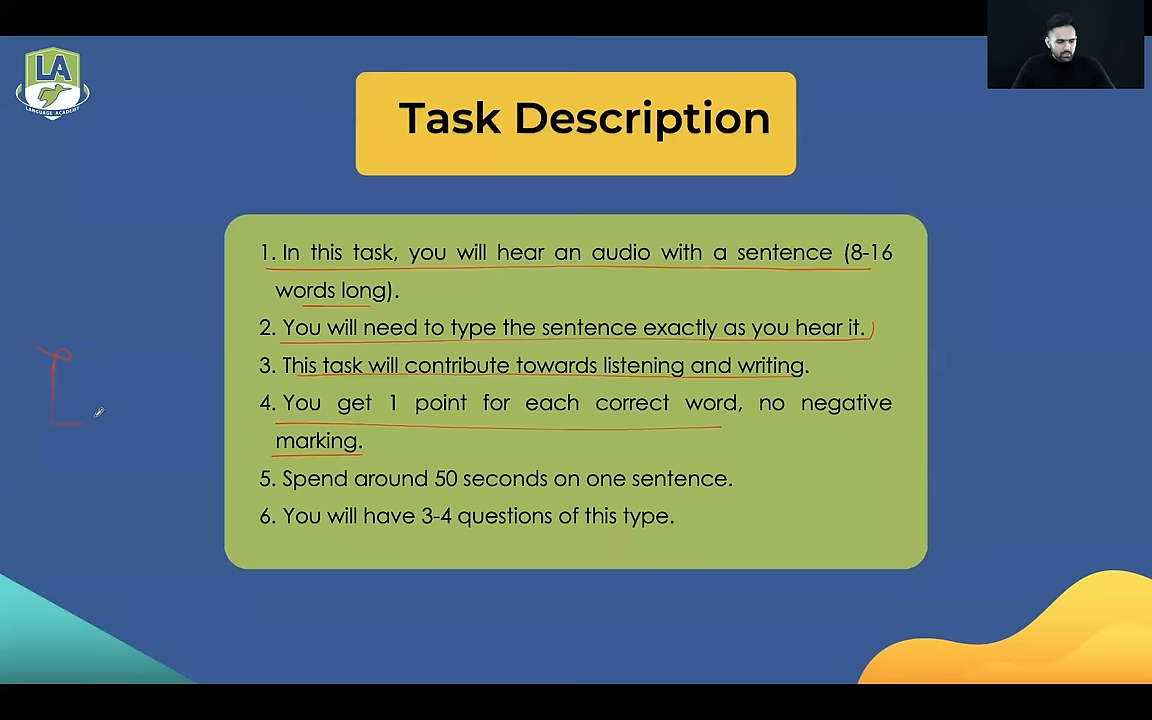 LA
LANGUAGE ACADEMY
Task Description
1. In this task, you will hear an audio with a sentence (8-16
words long).
2. You will need to type the sentence exactly as you hear it.
3. This task will contribute towards listening and writing.
4. You get 1 point for each correct word, no negative
marking.
5. Spend around 50 seconds on one sentence.
6. You will have 3-4 questions of this type.